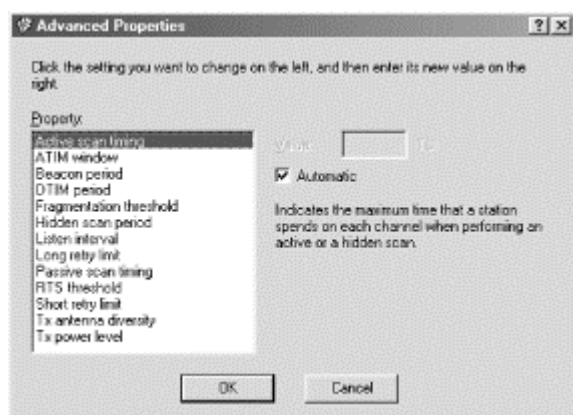 Advanced Properties
Click the setting you want to change on the left, and then enter its new value on the
right.
Property:
Active scan timing
ATIM window
Beacon period
DTIM period
Fragmentation threshold
Hidden scan period
Listen interval
Long retry limit
Passive scan timing
RTS threshold
Short retry limit
Tx antenna diversity
Tx power level
Automatic
Indicates the maximum time that a station
spends on each channel when performing an
active or a hidden scan.
OK
Cancel